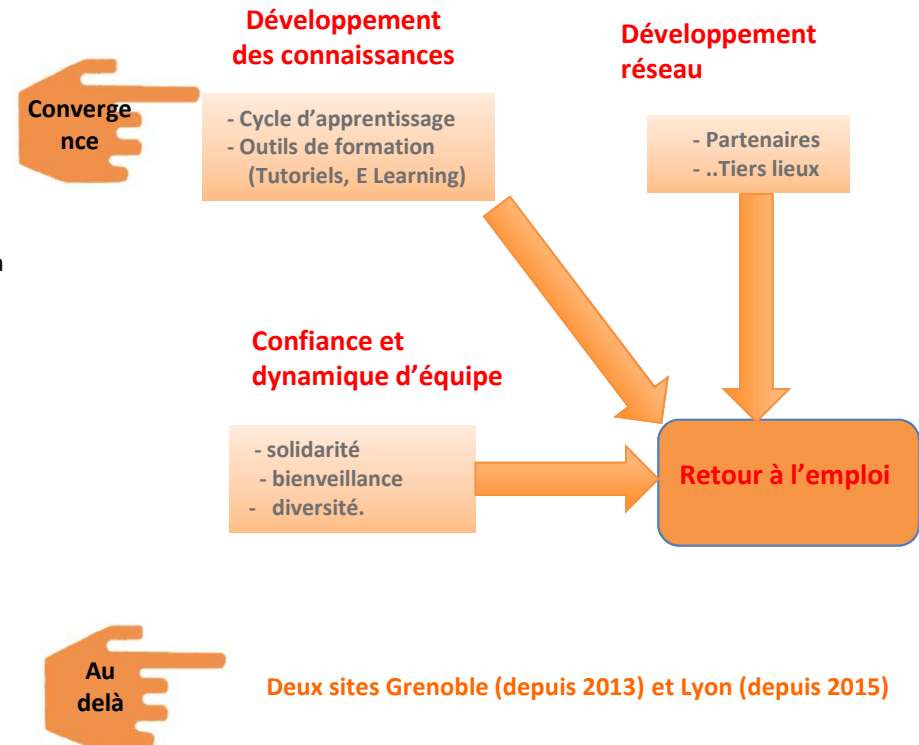 Développement
des connaissances
Développement
réseau
Converge
nce
- Cycle d'apprentissage
- Outils de formation
(Tutoriels, E Learning)
- Partenaires
- ..Tiers lieux
Confiance et
dynamique d'équipe
- solidarité
- bienveillance
- diversité.
Retour à l'emploi
Au
delà
Deux sites Grenoble (depuis 2013) et Lyon (depuis 2015)